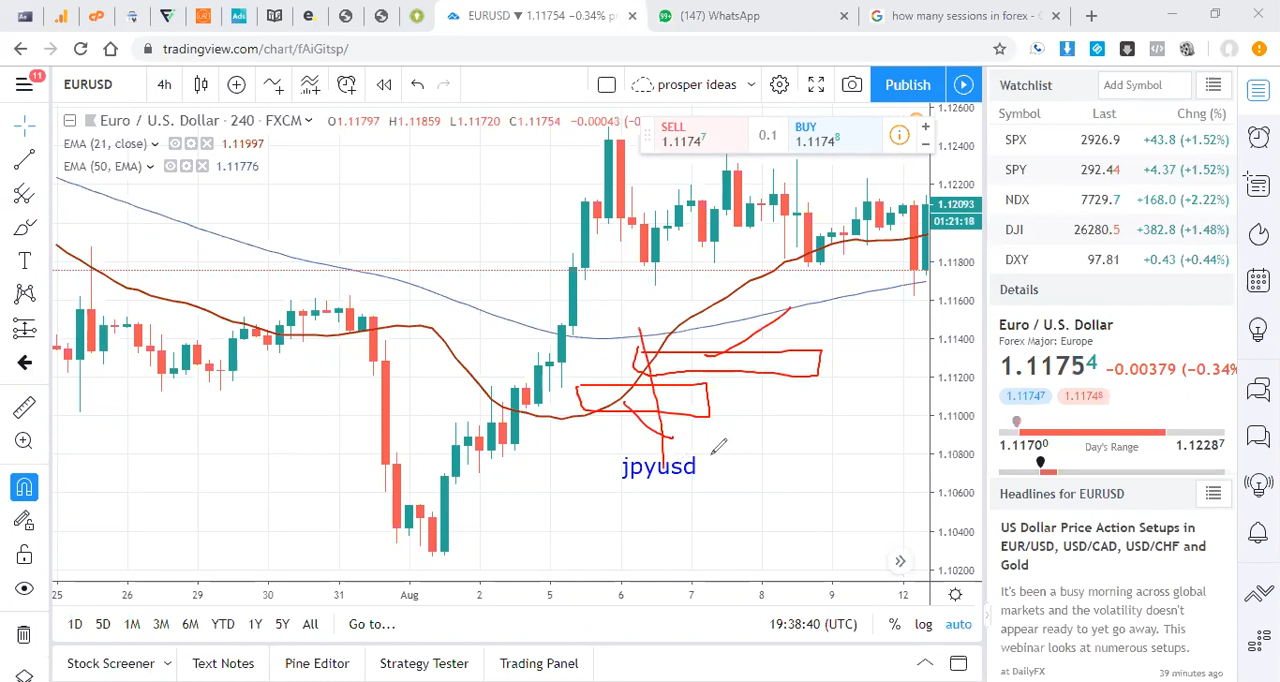 Ads
e.
EURUSD ▼ 1.11754 −0.34% pr
99+ (147) WhatsApp
how many sessions in forex - G
tradingview.com/chart/fAiGitsp/
11
EURUSD
4h
prosper ideas
Publish
Watchlist
Add Symbol
Euro / U.S. Dollar · 240 · FXCM
O1.11797 H1.11859 L1.11720 C1.11754 −0.00043 (−0
EMA (21, close) 1.11997
EMA (50, EMA) 1.11776
SELL
1.11747
0.1
BUY
1.11748
Symbol Last Chg (%)
SPX 2926.9 +43.8 (+1.52%)
SPY 292.44 +4.37 (+1.52%)
NDX 7729.7 +168.0 (+2.22%)
DJI 26280.5 +382.8 (+1.48%)
DXY 97.81 +0.43 (+0.44%)
1.12600
1.12400
1.12200
1.12093
01:21:18
1.11800
1.11600
1.11400
1.11200
1.11000
1.10800
1.10600
1.10400
1.10200
jpyusd
Details
Euro / U.S. Dollar
Forex Major: Europe
1.11754 −0.00379 (−0.34%
1.11747 1.11748
1.11700 Day's Range 1.12287
Headlines for EURUSD
US Dollar Price Action Setups in
EUR/USD, USD/CAD, USD/CHF and
Gold
It's been a busy morning across global
markets and the volatility doesn't
appear ready to yet go away. This
webinar looks at numerous setups.
at DailyFX 39 minutes ago
25 26 29 30 31 Aug 2 5 6 7 8 9 12
1D 5D 1M 3M 6M YTD 1Y 5Y All Go to...
19:38:40 (UTC) % log auto
Stock Screener Text Notes Pine Editor Strategy Tester Trading Panel